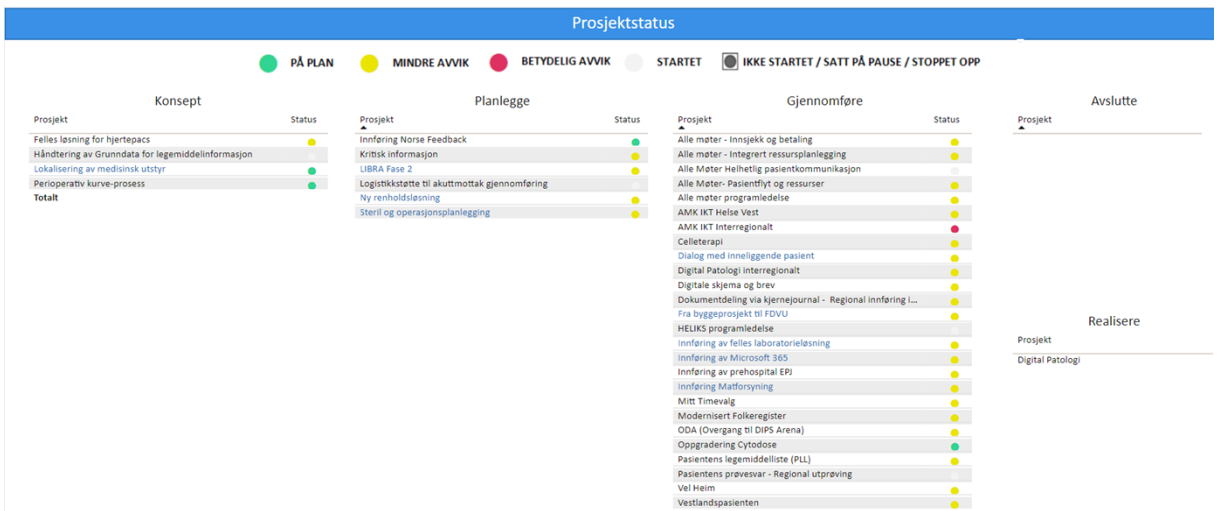 Prosjektstatus
PÅ PLAN
MINDRE AVVIK
BETYDELIG AVVIK
STARTET
IKKE STARTET / SATT PÅ PAUSE / STOPPET OPP
Konsept
Prosjekt Status
Felles løsning for hjertepacs
Håndtering av Grunndata for legemiddelinformasjon
Lokalisering av medisinsk utstyr
Perioperativ kurve-prosess
Totalt
Planlegge
Prosjekt Status
Innføring Norse Feedback
Kritisk informasjon
LIBRA Fase 2
Logistikkstøtte til akuttmottak gjennomføring
Ny renholdsløsning
Steril og operasjonsplanlegging
Gjennomføre
Prosjekt Status
Alle møter - Innsjekk og betaling
Alle møter - Integrert ressursplanlegging
Alle Møter Helhetlig pasientkommunikasjon
Alle Møter- Pasientflyt og ressurser
Alle møter programledelse
AMK IKT Helse Vest
AMK IKT Interregionalt
Celleterapi
Dialog med inneliggende pasient
Digital Patologi interregionalt
Digitale skjema og brev
Dokumentdeling via kjernejournal - Regional innføring i...
Fra byggeprosjekt til FDVU
HELIKS programledelse
Innføring av felles laboratorieløsning
Innføring av Microsoft 365
Innføring av prehospital EPJ
Innføring Matforsyning
Mitt Timevalg
Modernisert Folkeregister
ODA (Overgang til DIPS Arena)
Oppgradering Cytodose
Pasientens legemiddelliste (PLL)
Pasientens prøvesvar - Regional utprøving
Vel Heim
Vestlandspasienten
Avslutte
Prosjekt
Realisere
Prosjekt
Digital Patologi